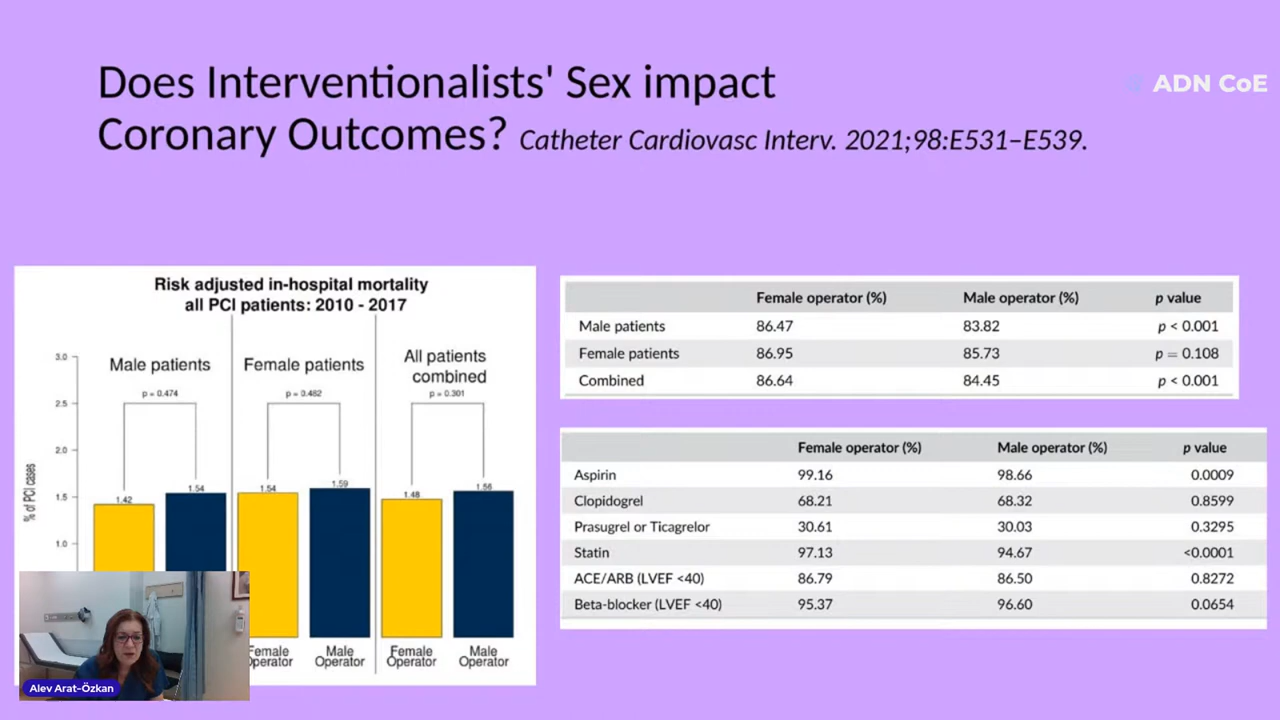 Does Interventionalists' Sex impact
Coronary Outcomes? Catheter Cardiovasc Interv. 2021;98:E531–E539.
ADN CoE
Risk adjusted in-hospital mortality
all PCI patients: 2010 - 2017
Male patients
Female patients
All patients
combined
p = 0.474
p = 0.482
p = 0.301
% of PCI cases
3.0
2.5
2.0
1.5
1.0
1.42
1.54
1.54
1.59
1.48
1.56
Female
Operator
Male
Operator
Female
Operator
Male
Operator
Female operator (%) Male operator (%) p value
Male patients 86.47 83.82 p < 0.001
Female patients 86.95 85.73 p = 0.108
Combined 86.64 84.45 p < 0.001
Female operator (%) Male operator (%) p value
Aspirin 99.16 98.66 0.0009
Clopidogrel 68.21 68.32 0.8599
Prasugrel or Ticagrelor 30.61 30.03 0.3295
Statin 97.13 94.67 <0.0001
ACE/ARB (LVEF <40) 86.79 86.50 0.8272
Beta-blocker (LVEF <40) 95.37 96.60 0.0654
Alev Arat-Özkan